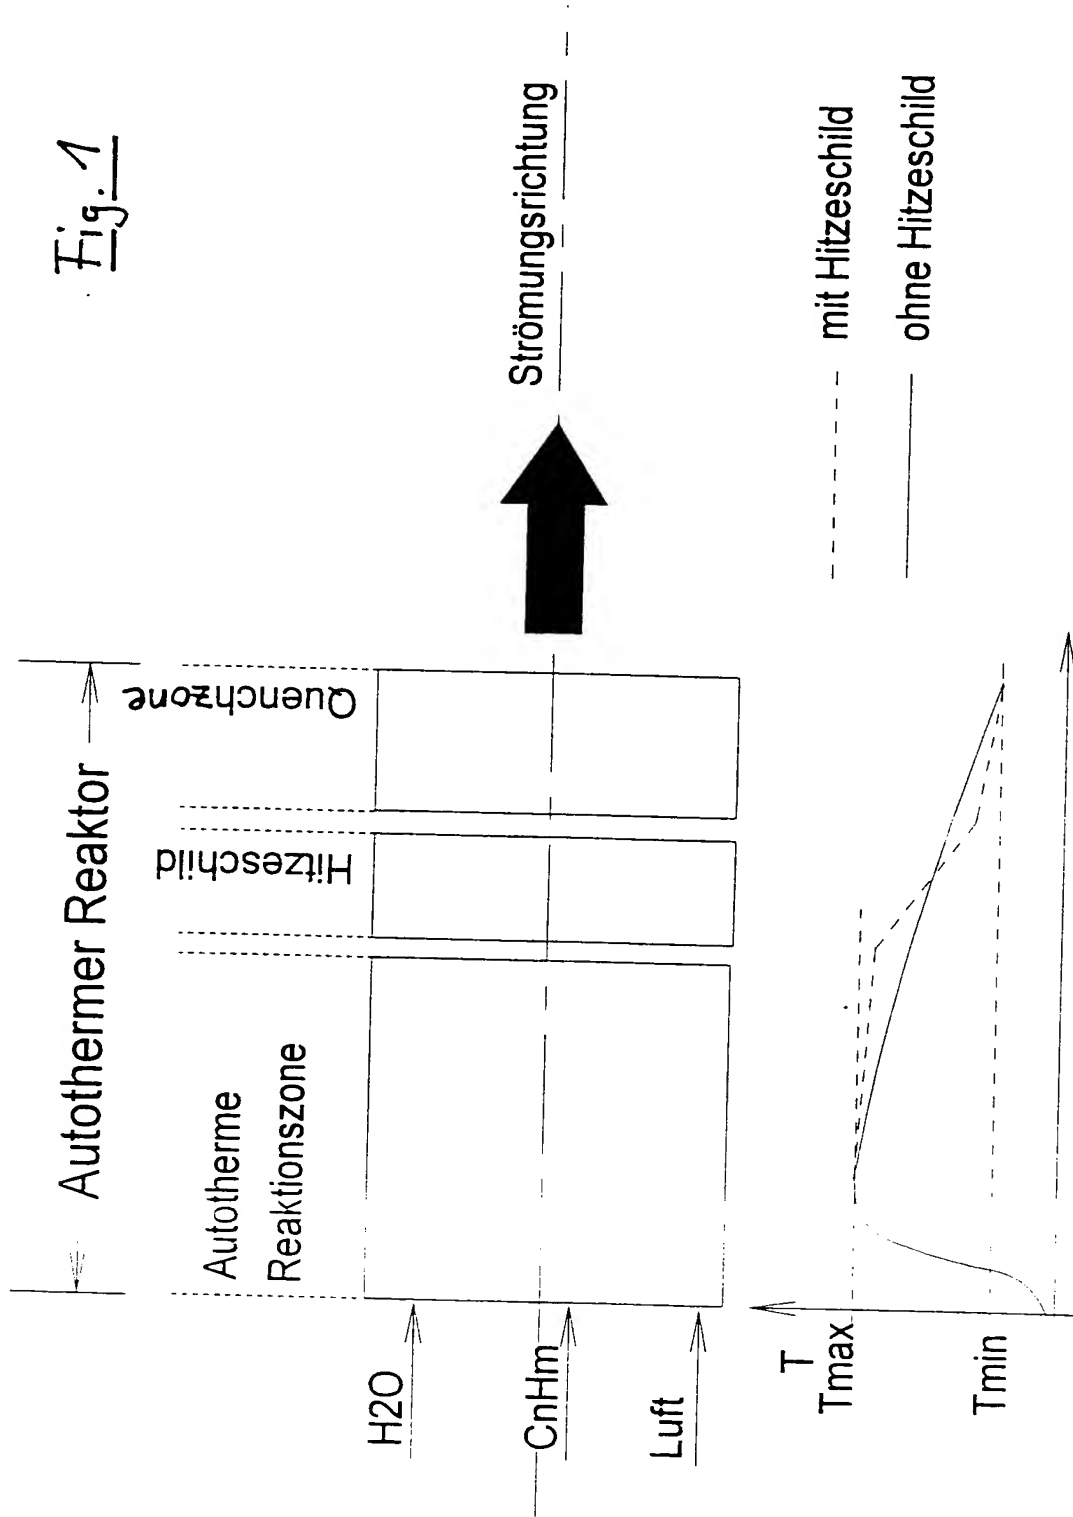 Fig. 1
Autothermer Reaktor
Autotherme
Reaktionszone
Hitzeschild
Quenchzone
H2O
CnHm
Luft
Strömungsrichtung
T
Tmax
Tmin
mit Hitzeschild
ohne Hitzeschild